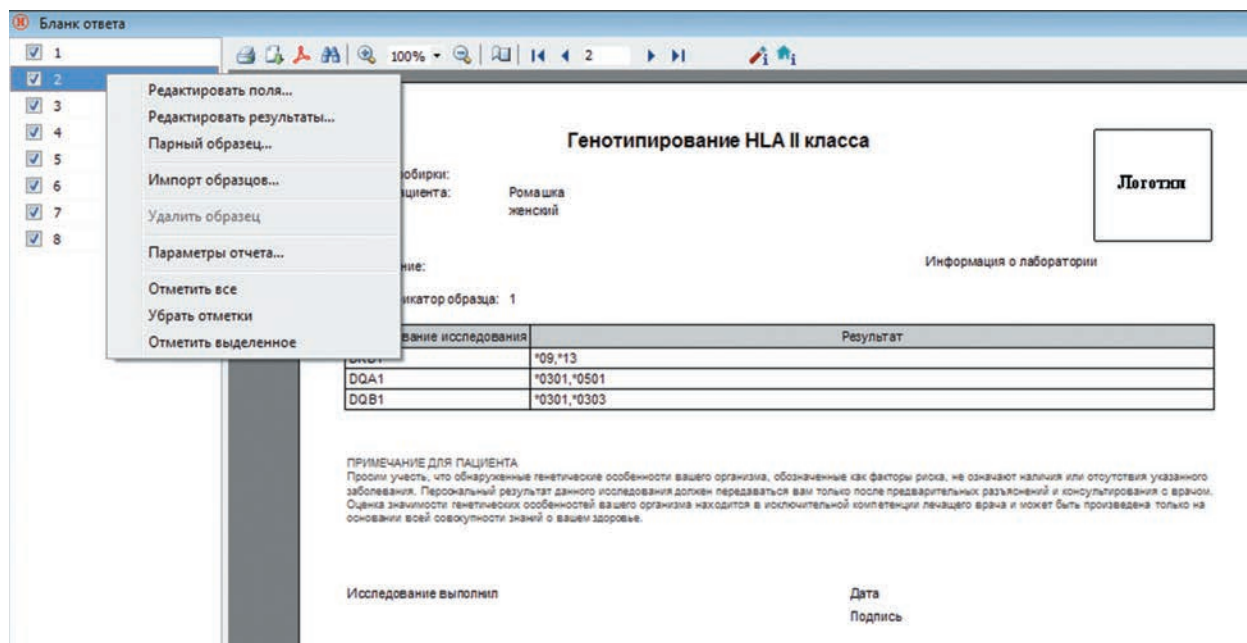 Бланк ответа
1
100%
2
i
i
2
3
4
5
6
7
8
Редактировать поля...
Редактировать результаты...
Парный образец...
Импорт образцов...
Удалить образец
Параметры отчета...
Отметить все
Убрать отметки
Отметить выделенное
Генотипирование HLA II класса
Логотип
обирки:
ациента: Ромашка
женский
ние:
Информация о лаборатории
икатор образца: 1
вание исследования Результат
*09,*13
DQA1 *0301,*0501
DQB1 *0301,*0303
ПРИМЕЧАНИЕ ДЛЯ ПАЦИЕНТА
Просим учесть, что обнаруженные генетические особенности вашего организма, обозначенные как факторы риска, не означают наличия или отсутствия указанного
заболевания. Персональный результат данного исследования должен передаваться вам только после предварительных разъяснений и консультирования с врачом.
Оценка значимости генетических особенностей вашего организма находится в исключительной компетенции лечащего врача и может быть произведена только на
основании всей совокупности знаний о вашем здоровье.
Исследование выполнил Дата
Подпись